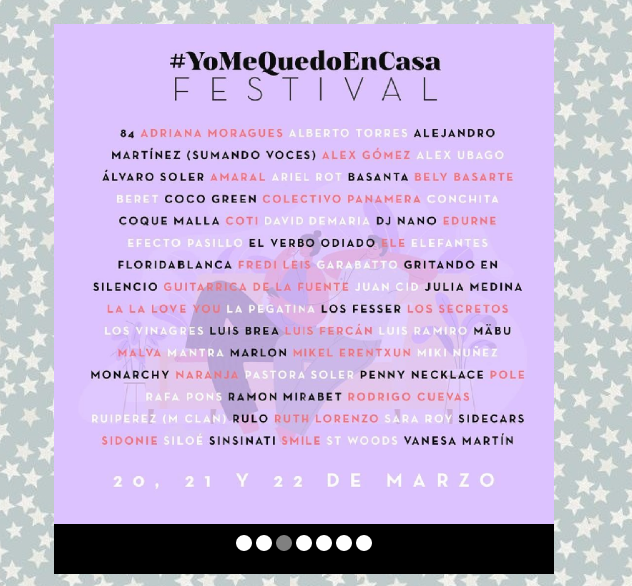 #YoMeQuedoEnCasa
FESTIVAL
84 ADRIANA MORAGUES ALBERTO TORRES ALEJANDRO
MARTÍNEZ (SUMANDO VOCES) ALEX GÓMEZ ALEX UBAGO
ÁLVARO SOLER AMARAL ARIEL ROT BASANTA BELY BASARTE
BERET COCO GREEN COLECTIVO PANAMERA CONCHITA
COQUE MALLA COTI DAVID DEMARIA DJ NANO EDURNE
EFECTO PASILLO EL VERBO ODIADO ELE ELEFANTES
FLORIDABLANCA FREDI LEIS GARABATTO GRITANDO EN
SILENCIO GUITARRICA DE LA FUENTE JUAN CID JULIA MEDINA
LA LA LOVE YOU LA PEGATINA LOS FESSER LOS SECRETOS
LOS VINAGRES LUIS BREA LUIS FERCÁN LUIS RAMIRO MÄBU
MALVA MANTRA MARLON MIKEL ERENTXUN MIKI NUÑEZ
MONARCHY NARANJA PASTORA SOLER PENNY NECKLACE POLE
RAFA PONS RAMON MIRABET RODRIGO CUEVAS
RUIPEREZ (M CLAN) RULO RUTH LORENZO SARA ROY SIDECARS
SIDONIE SILOÉ SINSINATI SMILE ST WOODS VANESA MARTÍN
20, 21 Y 22 DE MARZO